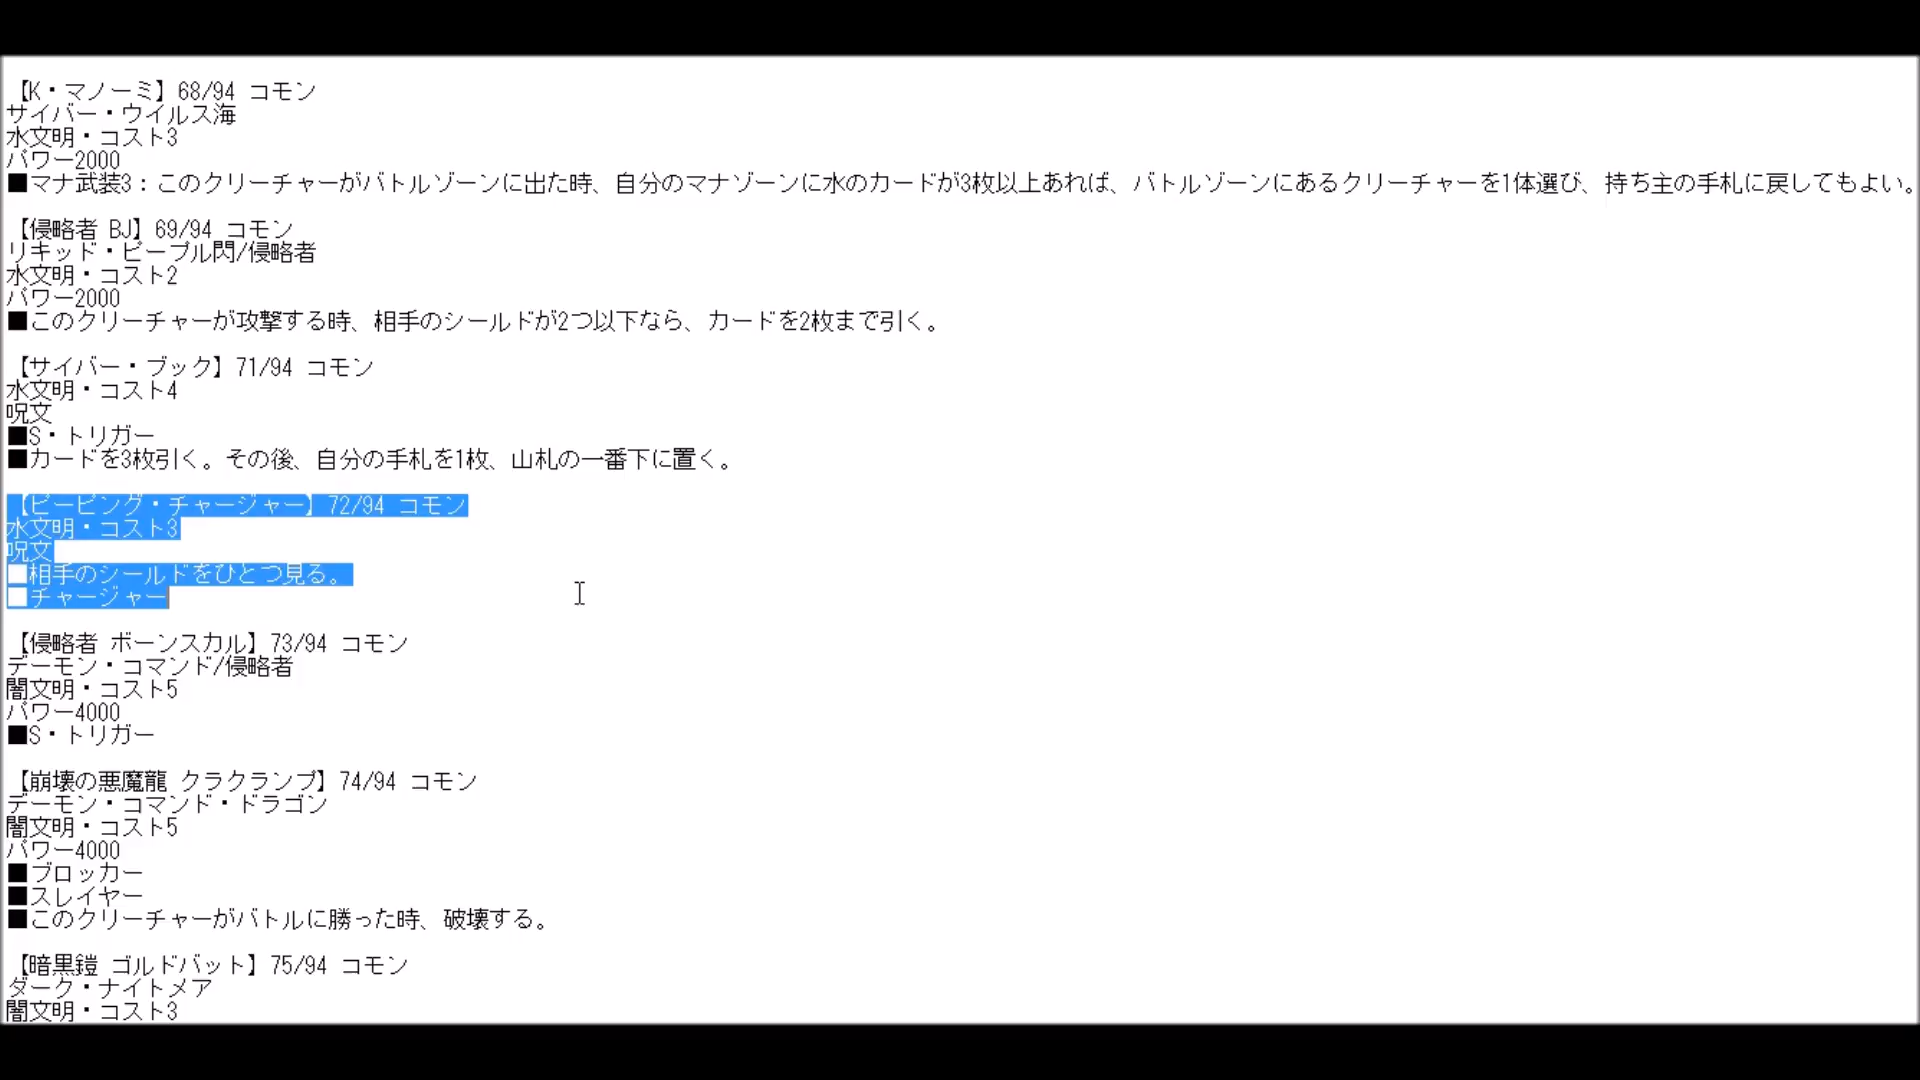 【K・マノーミ】68/94 コモン
サイバー・ウイルス海
水文明・コスト3
パワー2000
■マナ武装3：このクリーチャーがバトルゾーンに出た時、自分のマナゾーンに水のカードが3枚以上あれば、バトルゾーンにあるクリーチャーを1体選び、持ち主の手札に戻してもよい。
【侵略者 BJ】69/94 コモン
リキッド・ピープル閃/侵略者
水文明・コスト2
パワー2000
■このクリーチャーが攻撃する時、相手のシールドが2つ以下なら、カードを2枚まで引く。
【サイバー・ブック】71/94 コモン
水文明・コスト4
呪文
■S・トリガー
■カードを3枚引く。その後、自分の手札を1枚、山札の一番下に置く。
【ピーピング・チャージャー】72/94 コモン
水文明・コスト3
呪文
■相手のシールドをひとつ見る。
■チャージャー
【侵略者 ボーンスカル】73/94 コモン
デーモン・コマンド/侵略者
闇文明・コスト5
パワー4000
■S・トリガー
【崩壊の悪魔龍 クラクランプ】74/94 コモン
デーモン・コマンド・ドラゴン
闇文明・コスト5
パワー4000
■ブロッカー
■スレイヤー
■このクリーチャーがバトルに勝った時、破壊する。
【暗黒鎧 ゴルドバット】75/94 コモン
ダーク・ナイトメア
闇文明・コスト3